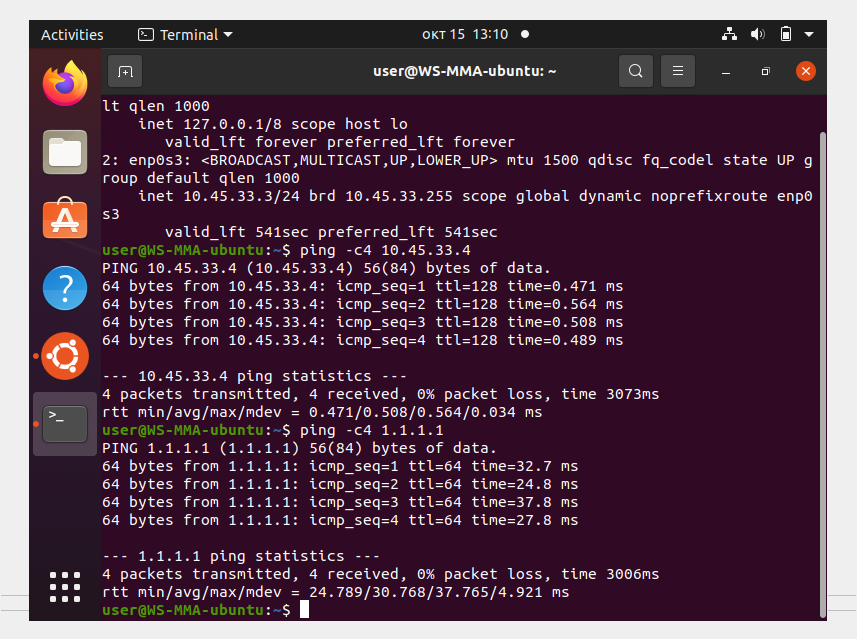 Activities
Terminal
окт 15 13:10
user@WS-MMA-ubuntu: ~
lt qlen 1000
    inet 127.0.0.1/8 scope host lo
       valid_lft forever preferred_lft forever
2: enp0s3: <BROADCAST,MULTICAST,UP,LOWER_UP> mtu 1500 qdisc fq_codel state UP g
roup default qlen 1000
    inet 10.45.33.3/24 brd 10.45.33.255 scope global dynamic noprefixroute enp0
s3
       valid_lft 541sec preferred_lft 541sec
user@WS-MMA-ubuntu:~$ ping -c4 10.45.33.4
PING 10.45.33.4 (10.45.33.4) 56(84) bytes of data.
64 bytes from 10.45.33.4: icmp_seq=1 ttl=128 time=0.471 ms
64 bytes from 10.45.33.4: icmp_seq=2 ttl=128 time=0.564 ms
64 bytes from 10.45.33.4: icmp_seq=3 ttl=128 time=0.508 ms
64 bytes from 10.45.33.4: icmp_seq=4 ttl=128 time=0.489 ms

--- 10.45.33.4 ping statistics ---
4 packets transmitted, 4 received, 0% packet loss, time 3073ms
rtt min/avg/max/mdev = 0.471/0.508/0.564/0.034 ms
user@WS-MMA-ubuntu:~$ ping -c4 1.1.1.1
PING 1.1.1.1 (1.1.1.1) 56(84) bytes of data.
64 bytes from 1.1.1.1: icmp_seq=1 ttl=64 time=32.7 ms
64 bytes from 1.1.1.1: icmp_seq=2 ttl=64 time=24.8 ms
64 bytes from 1.1.1.1: icmp_seq=3 ttl=64 time=37.8 ms
64 bytes from 1.1.1.1: icmp_seq=4 ttl=64 time=27.8 ms

--- 1.1.1.1 ping statistics ---
4 packets transmitted, 4 received, 0% packet loss, time 3006ms
rtt min/avg/max/mdev = 24.789/30.768/37.765/4.921 ms
user@WS-MMA-ubuntu:~$